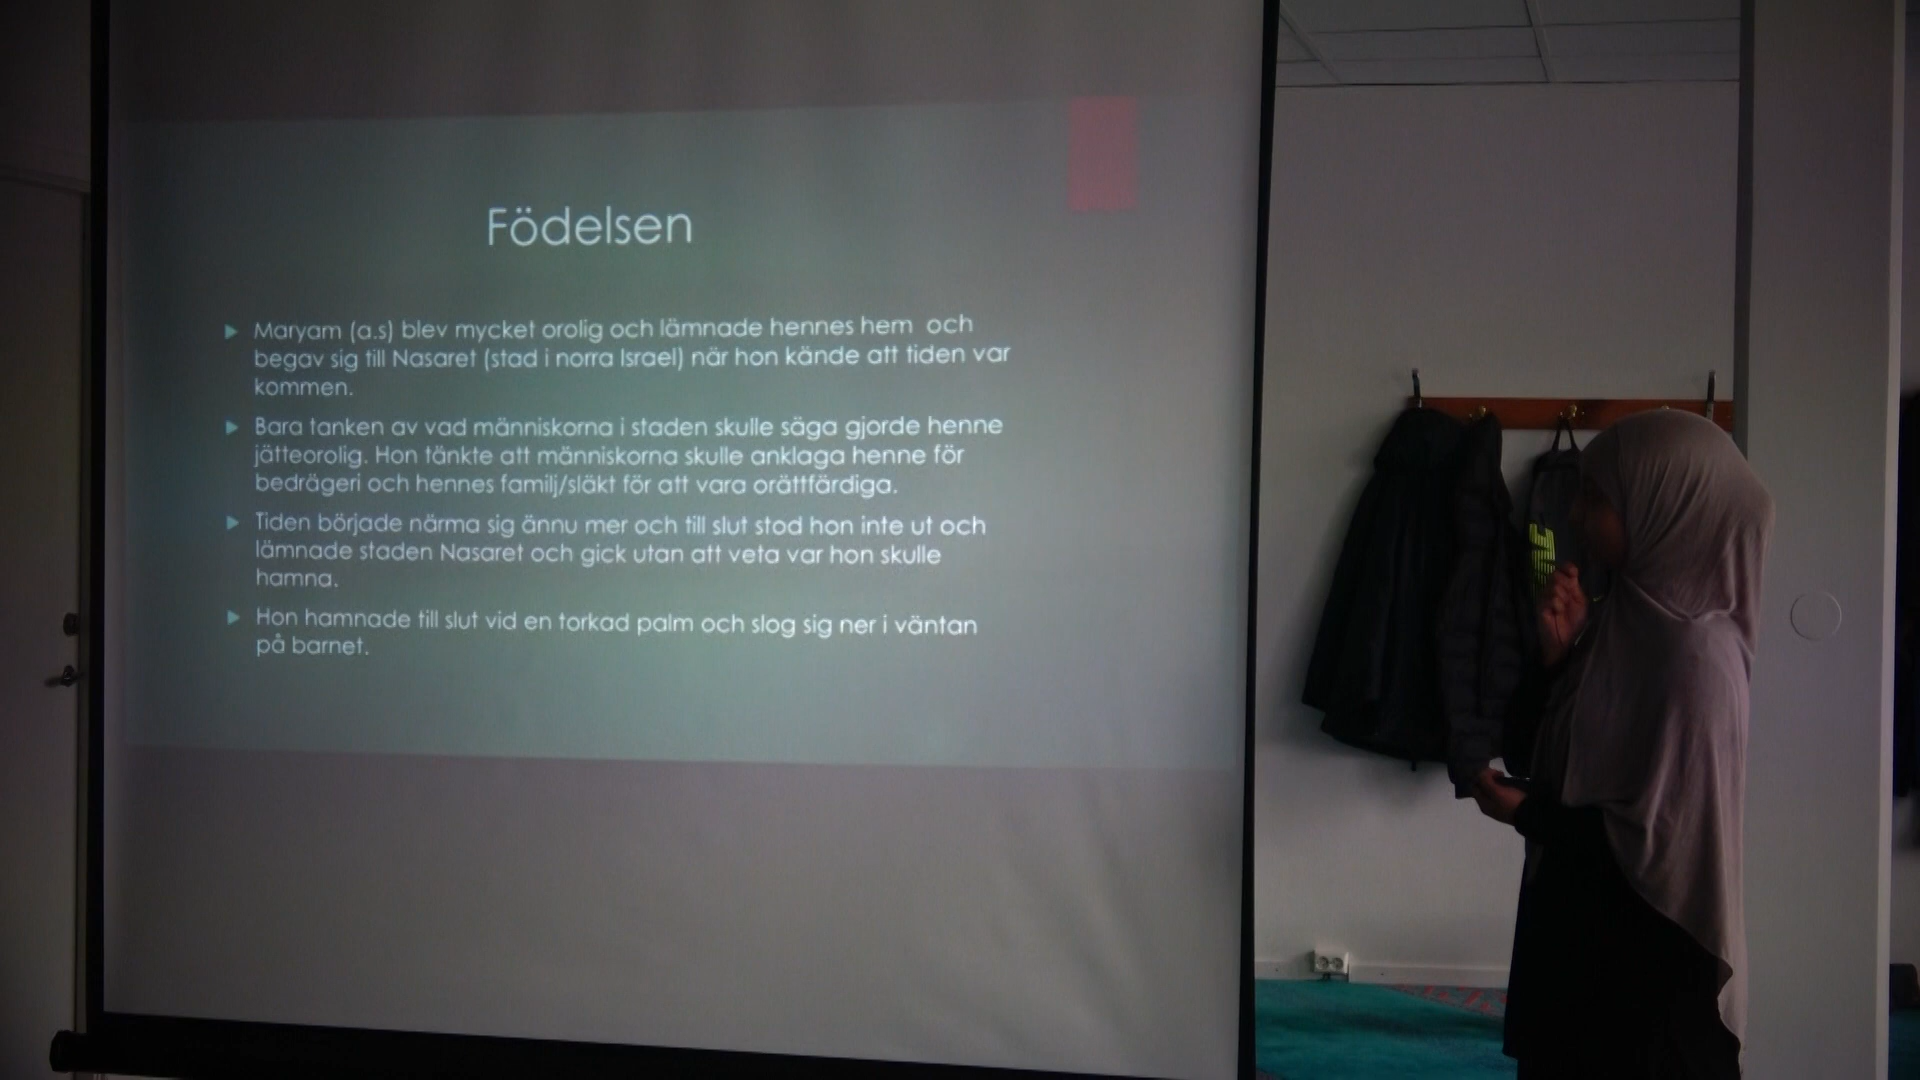 Födelsen
Maryam (a.s) blev mycket orolig och lämnade hennes hem och
begav sig till Nasaret (stad i norra Israel) när hon kände att tiden var
kommen.
Bara tanken av vad människorna i staden skulle säga gjorde henne
jätteorolig. Hon tänkte att människorna skulle anklaga henne för
bedrägeri och hennes familj/släkt för att vara orättfärdiga.
Tiden började närma sig ännu mer och till slut stod hon inte ut och
lämnade staden Nasaret och gick utan att veta var hon skulle
hamna.
Hon hamnade till slut vid en torkad palm och slog sig ner i väntan
på barnet.